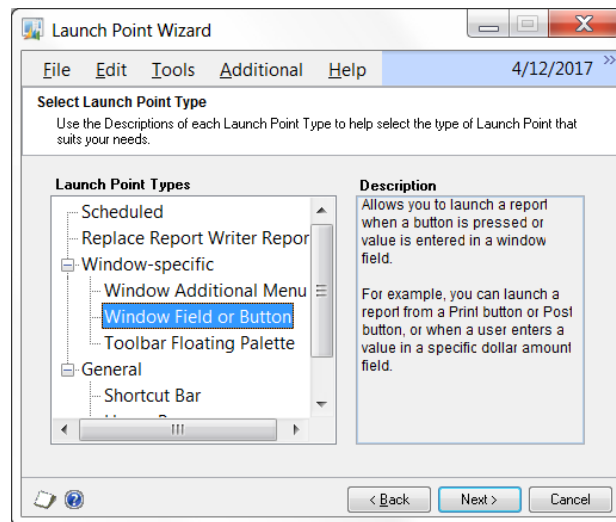 Launch Point Wizard
File Edit Tools Additional Help 4/12/2017 »
Select Launch Point Type
Use the Descriptions of each Launch Point Type to help select the type of Launch Point that
suits your needs.
Launch Point Types
Scheduled
Replace Report Writer Repor
Window-specific
Window Additional Menu
Window Field or Button
Toolbar Floating Palette
General
Shortcut Bar
Description
Allows you to launch a report
when a button is pressed or
value is entered in a window
field.
For example, you can launch a
report from a Print button or Post
button, or when a user enters a
value in a specific dollar amount
field.
< Back Next > Cancel